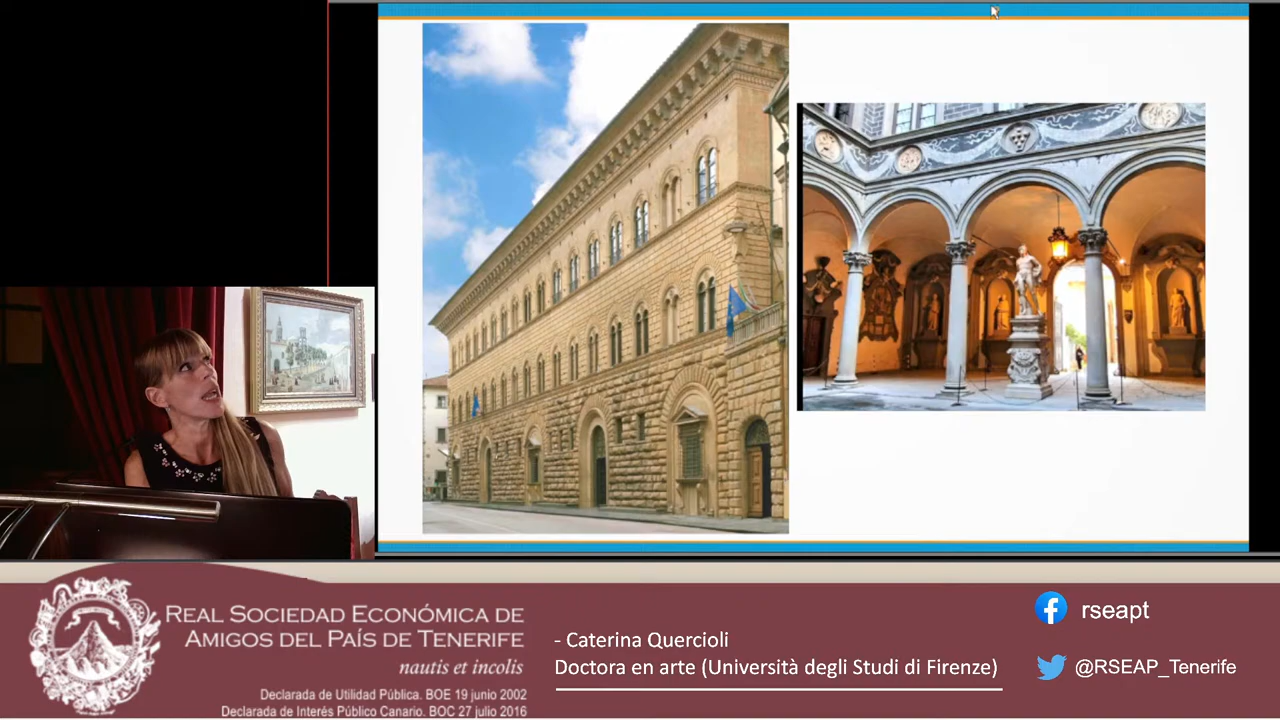 REAL SOCIEDAD ECONÓMICA DE
AMIGOS DEL PAÍS DE TENERIFE
nautis et incolis
Declarada de Utilidad Pública. BOE 19 junio 2002
Declarada de Interés Público Canario. BOC 27 julio 2016
- Caterina Quercioli
Doctora en arte (Università degli Studi di Firenze)
rseapt
@RSEAP_Tenerife